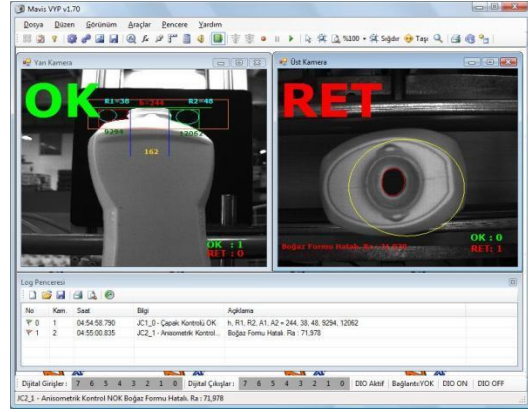 Mavis VYP v1.70
Dosya Düzen Görünüm Araçlar Pencere Yardım
%100 Sığdır Taşı
Yan Kamera
OK
R1=38 h=244 R2=48
9294 12062
162
OK : 1
RET : 0
Üst Kamera
RET
Boğaz Formu Hatalı. Ra : 71,978
OK : 0
RET: 1
Log Penceresi
No Kam. Saat Bilgi Açıklama
0 1 04:54:58.790 JC1_0 - Çapak Kontrolü OK h, R1, R2, A1, A2 = 244, 38, 48, 9294, 12062
1 2 04:55:00.835 JC2_1 - Anisometrik Kontrol... Boğaz Formu Hatalı. Ra : 71,978
Dijital Girişler : 7 6 5 4 3 2 1 0 Dijital Çıkışlar : 7 6 5 4 3 2 1 0 DIO Aktif Bağlantı:YOK DIO ON DIO OFF
JC2_1 - Anisometrik Kontrol NOK Boğaz Formu Hatalı. Ra : 71,978